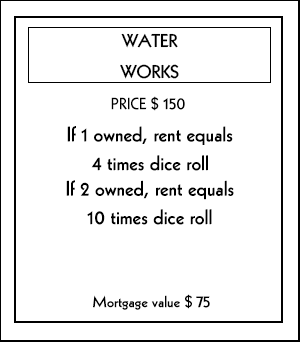 WATER
WORKS
PRICE $ 150
If 1 owned, rent equals
4 times dice roll
If 2 owned, rent equals
10 times dice roll
Mortgage value $ 75